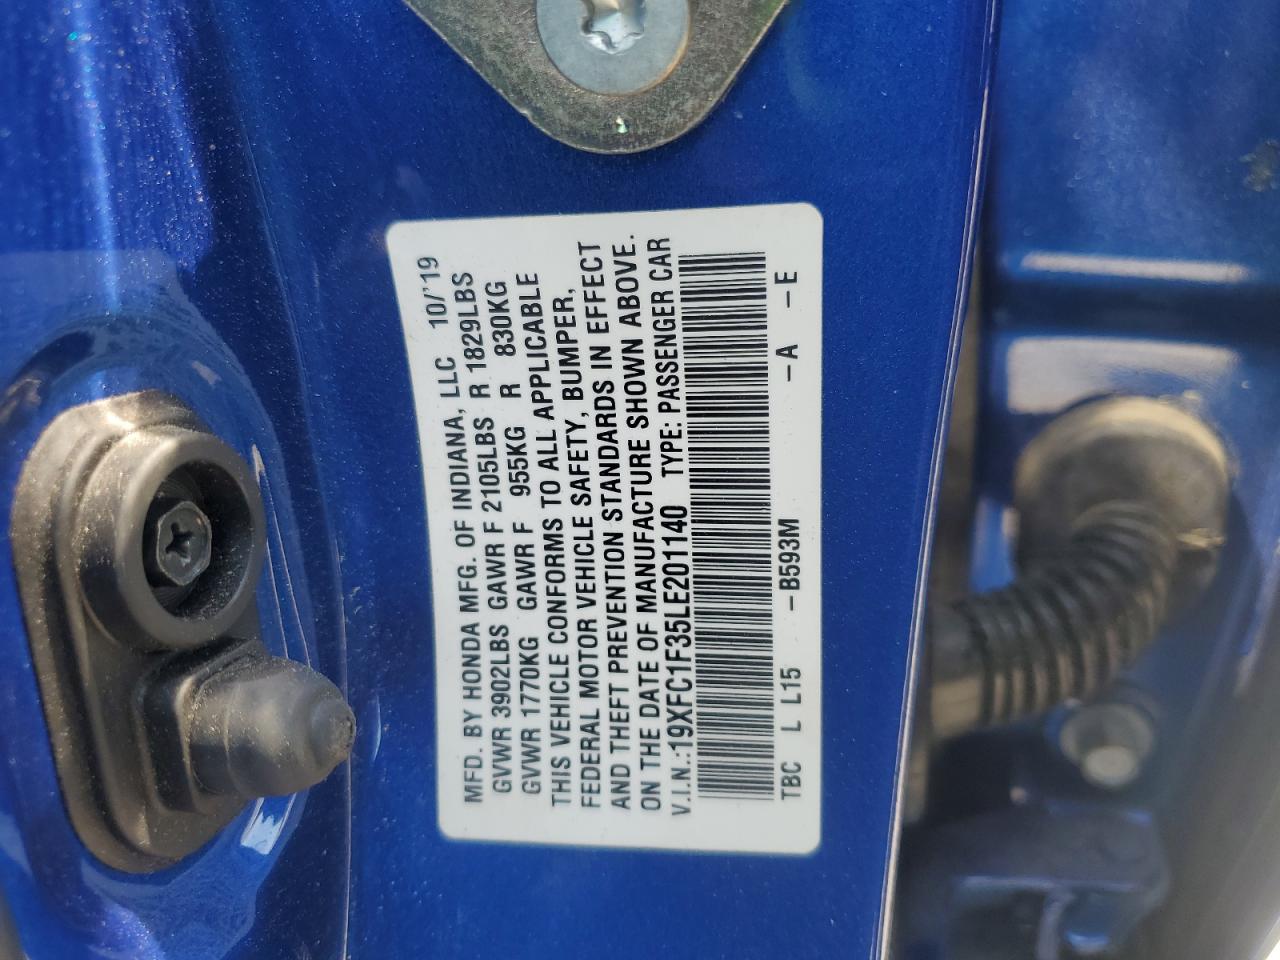 MFD. BY HONDA MFG. OF INDIANA, LLC 10/'19
GVWR 3902LBS GAWR F 2105LBS R 1829LBS
GVWR 1770KG GAWR F 955KG R 830KG
THIS VEHICLE CONFORMS TO ALL APPLICABLE
FEDERAL MOTOR VEHICLE SAFETY, BUMPER,
AND THEFT PREVENTION STANDARDS IN EFFECT
ON THE DATE OF MANUFACTURE SHOWN ABOVE.
V.I.N.:19XFC1F35LE201140 TYPE: PASSENGER CAR
TBC L L15 -B593M -A -E